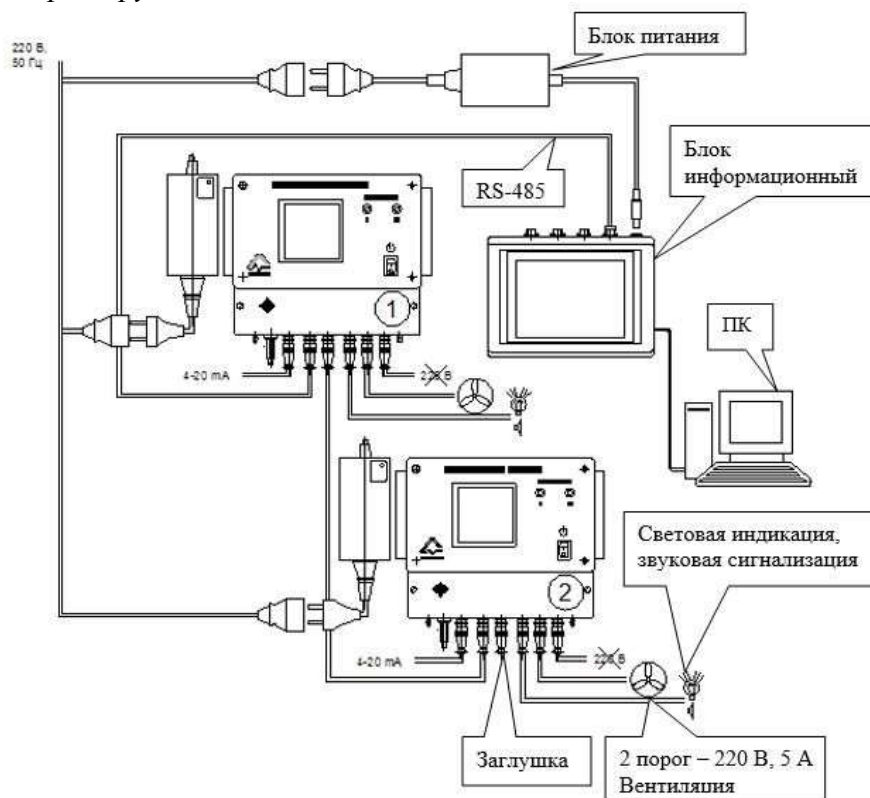 Блок питания
220 В,
50 Гц
Блок
информационный
RS-485
1
ПК
4-20 mA
220 В
Световая индикация,
звуковая сигнализация
2
4-20 mA
220 В
Заглушка
2 порог – 220 В, 5 А
Вентиляция